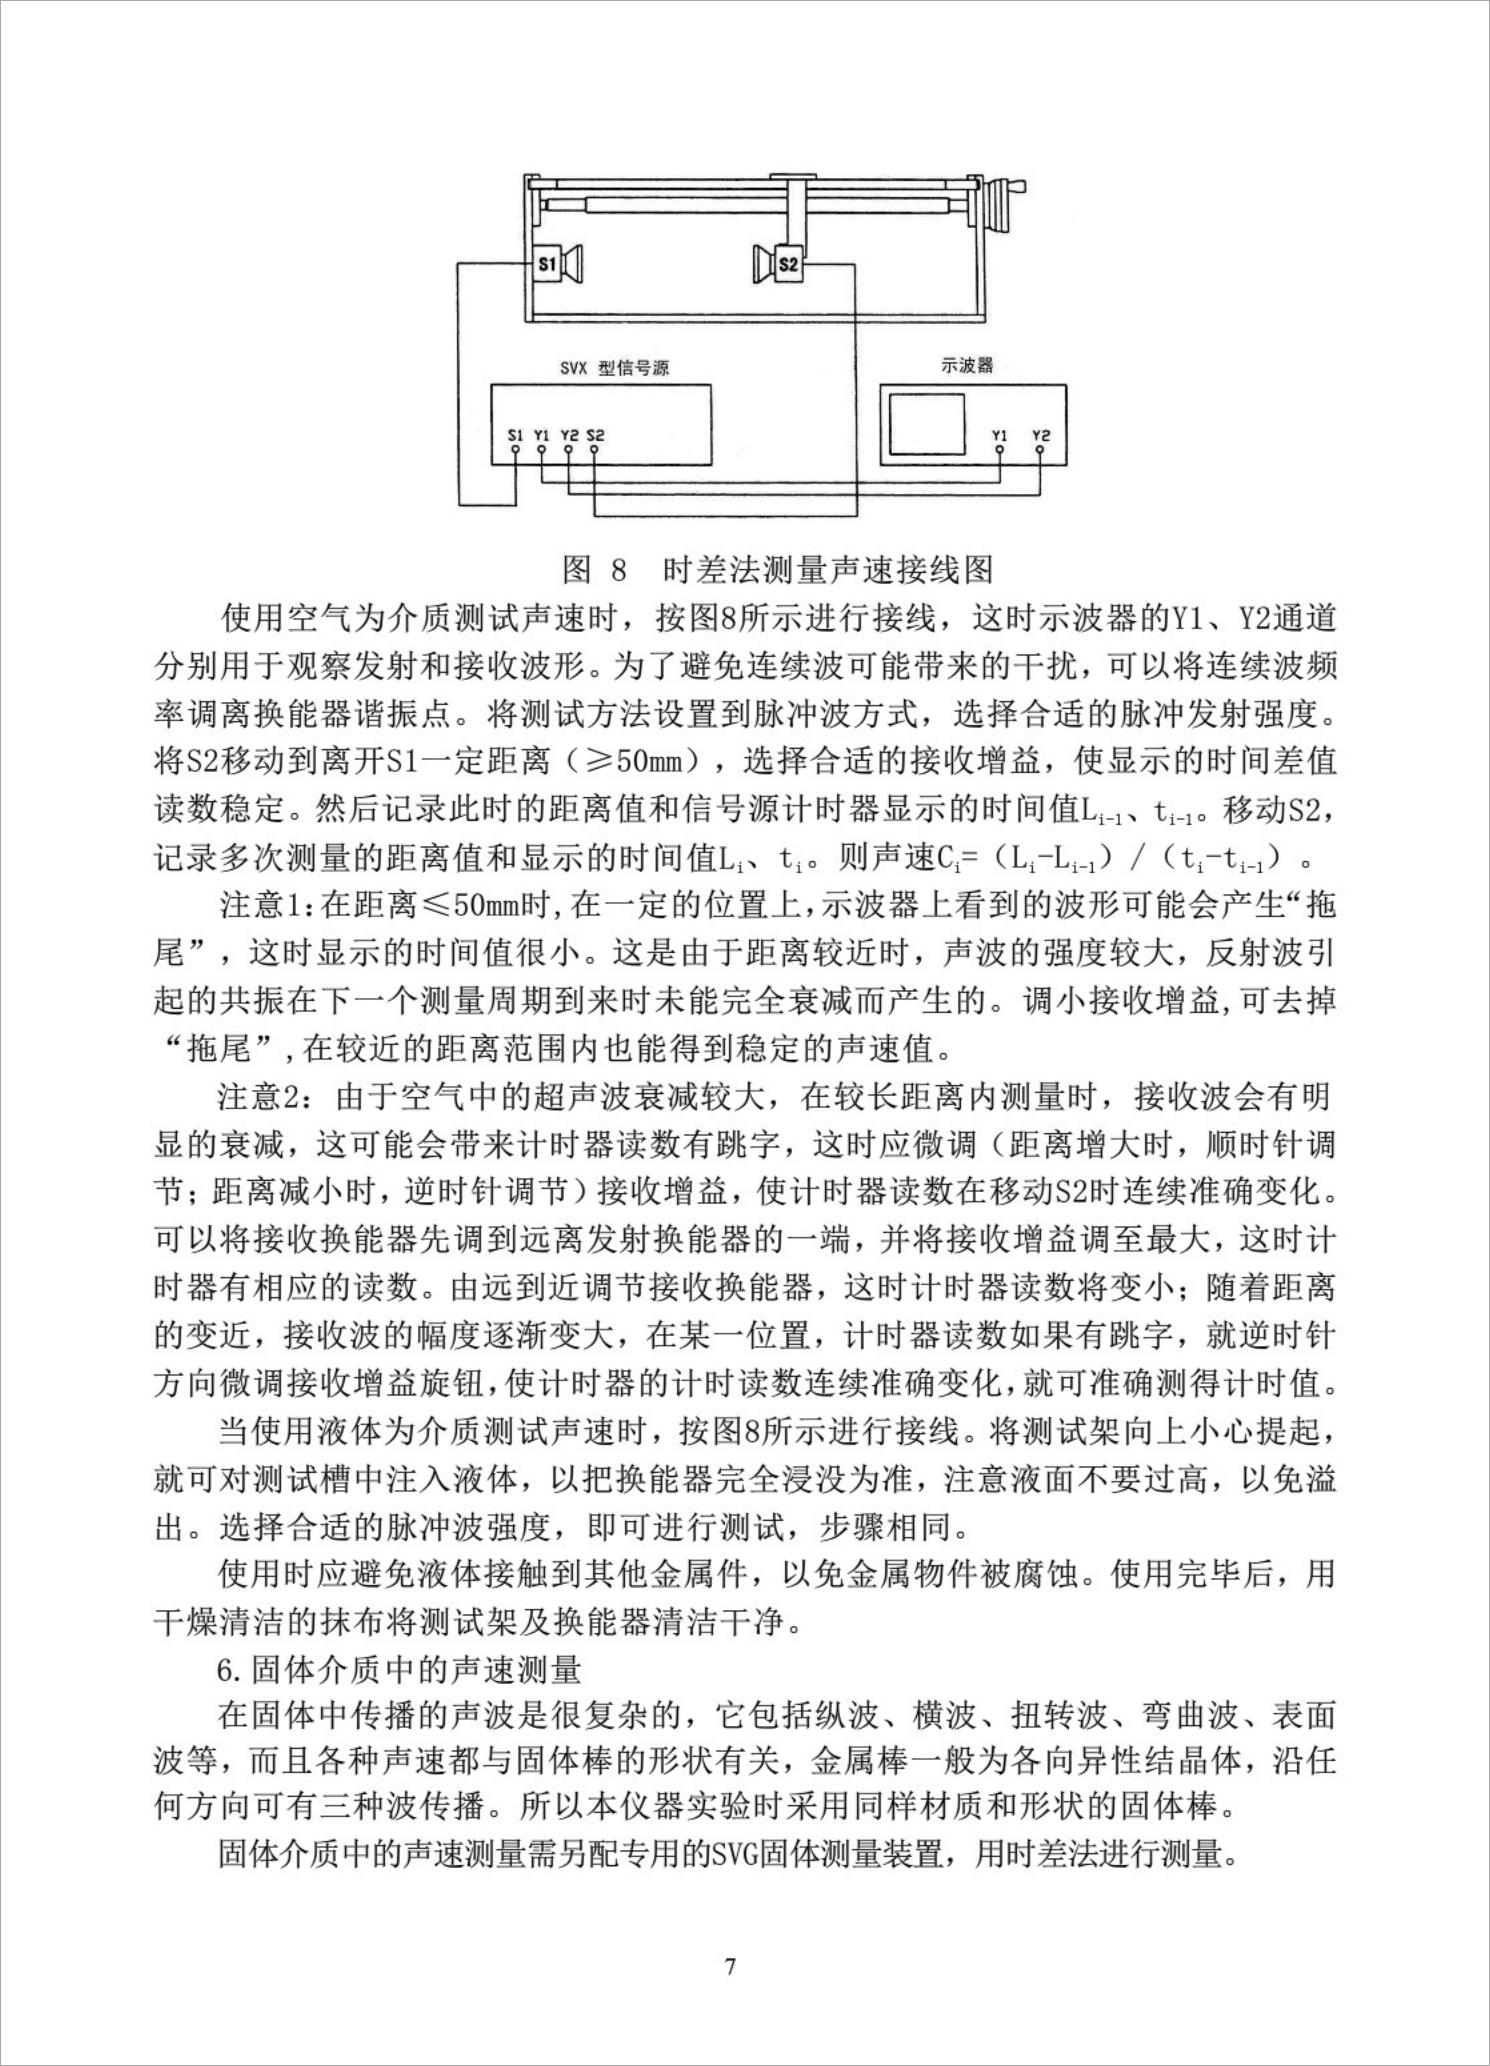 S1
S2
SVX 型信号源
示波器
S1 Y1 Y2 S2
Y1 Y2
图 8 时差法测量声速接线图
使用空气为介质测试声速时，按图8所示进行接线，这时示波器的Y1、Y2通道
分别用于观察发射和接收波形。为了避免连续波可能带来的干扰，可以将连续波频
率调离换能器谐振点。将测试方法设置到脉冲波方式，选择合适的脉冲发射强度。
将S2移动到离开S1一定距离（≥50mm），选择合适的接收增益，使显示的时间差值
读数稳定。然后记录此时的距离值和信号源计时器显示的时间值Li-1、ti-1。移动S2，
记录多次测量的距离值和显示的时间值Li、ti。则声速Ci=（Li-Li-1）/（ti-ti-1）。
注意1:在距离≤50mm时,在一定的位置上,示波器上看到的波形可能会产生“拖
尾”，这时显示的时间值很小。这是由于距离较近时，声波的强度较大，反射波引
起的共振在下一个测量周期到来时未能完全衰减而产生的。调小接收增益,可去掉
“拖尾”,在较近的距离范围内也能得到稳定的声速值。
注意2：由于空气中的超声波衰减较大，在较长距离内测量时，接收波会有明
显的衰减，这可能会带来计时器读数有跳字，这时应微调（距离增大时，顺时针调
节；距离减小时，逆时针调节）接收增益，使计时器读数在移动S2时连续准确变化。
可以将接收换能器先调到远离发射换能器的一端，并将接收增益调至最大，这时计
时器有相应的读数。由远到近调节接收换能器，这时计时器读数将变小；随着距离
的变近，接收波的幅度逐渐变大，在某一位置，计时器读数如果有跳字，就逆时针
方向微调接收增益旋钮,使计时器的计时读数连续准确变化,就可准确测得计时值。
当使用液体为介质测试声速时，按图8所示进行接线。将测试架向上小心提起，
就可对测试槽中注入液体，以把换能器完全浸没为准，注意液面不要过高，以免溢
出。选择合适的脉冲波强度，即可进行测试，步骤相同。
使用时应避免液体接触到其他金属件，以免金属物件被腐蚀。使用完毕后，用
干燥清洁的抹布将测试架及换能器清洁干净。
6.固体介质中的声速测量
在固体中传播的声波是很复杂的，它包括纵波、横波、扭转波、弯曲波、表面
波等，而且各种声速都与固体棒的形状有关，金属棒一般为各向异性结晶体，沿任
何方向可有三种波传播。所以本仪器实验时采用同样材质和形状的固体棒。
固体介质中的声速测量需另配专用的SVG固体测量装置，用时差法进行测量。
7